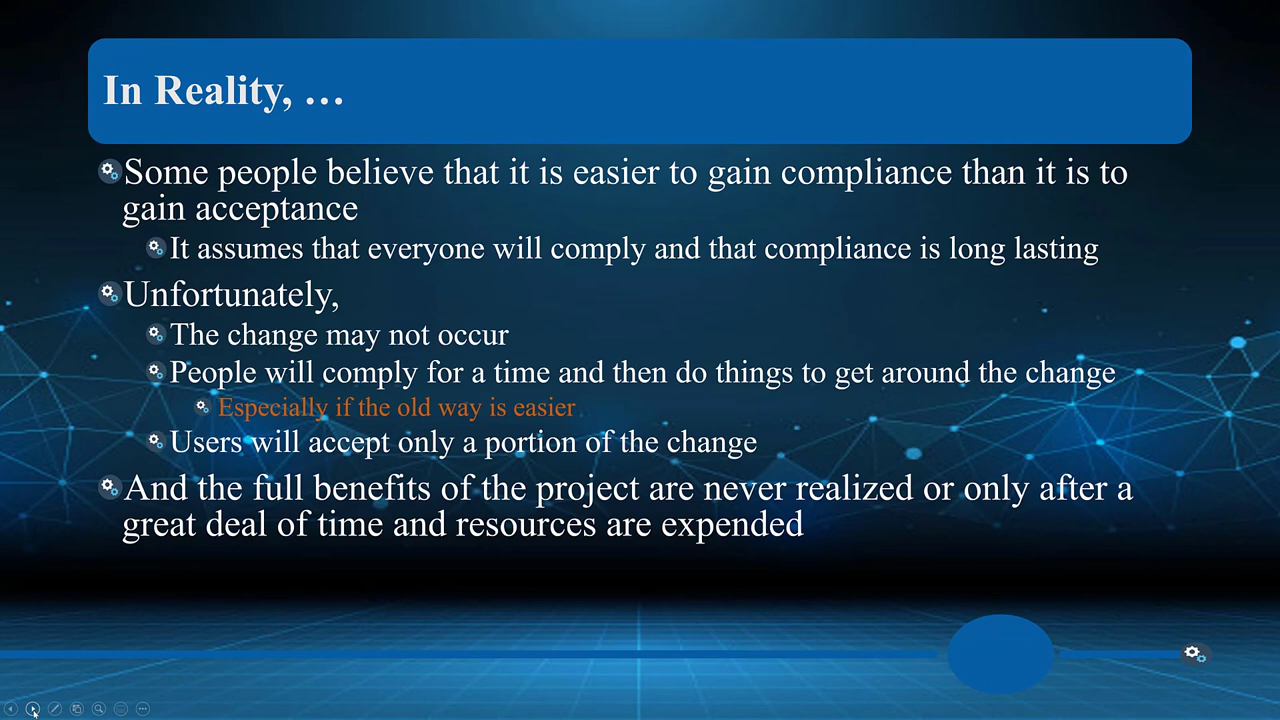 In Reality, …
Some people believe that it is easier to gain compliance than it is to
gain acceptance
It assumes that everyone will comply and that compliance is long lasting
Unfortunately,
The change may not occur
People will comply for a time and then do things to get around the change
Especially if the old way is easier
Users will accept only a portion of the change
And the full benefits of the project are never realized or only after a
great deal of time and resources are expended